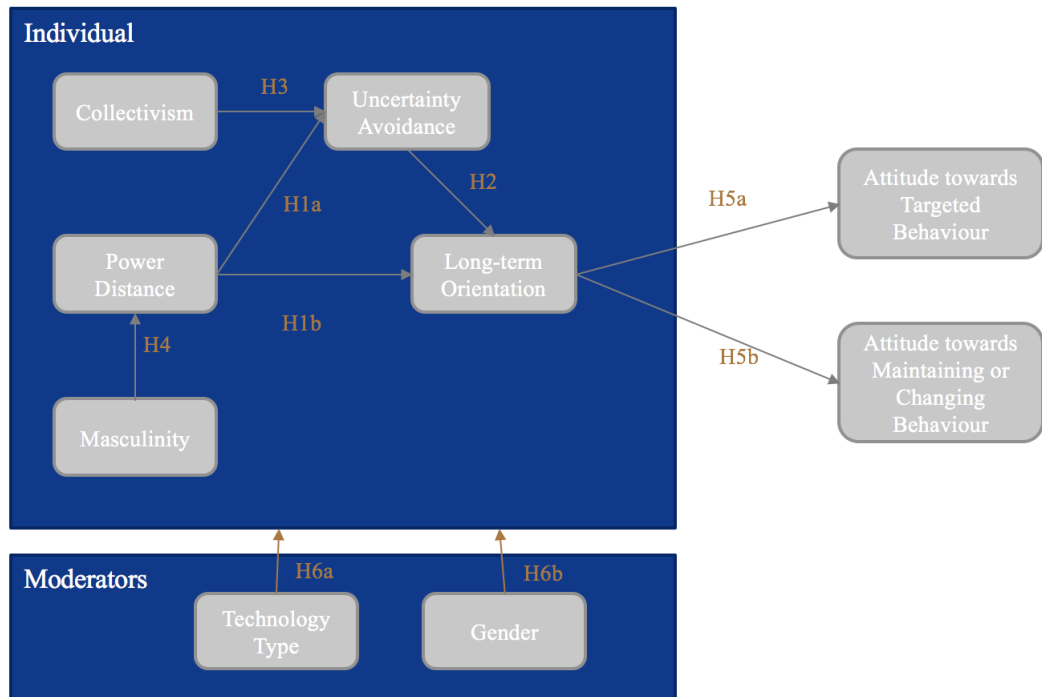 Individual
H3
Collectivism
Uncertainty
Avoidance
H2
H1a
H5a
Attitude towards
Targeted
Behaviour
Power
Distance
Long-term
Orientation
H1b
H4
H5b
Attitude towards
Maintaining or
Changing
Behaviour
Masculinity
Moderators
H6a
H6b
Technology
Type
Gender